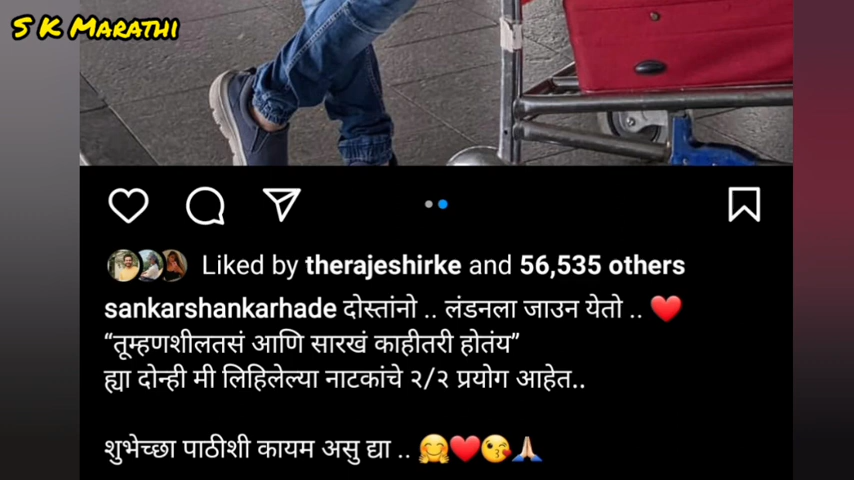 S K MARATHI
Liked by therajeshirke and 56,535 others
sankarshankarhade दोस्तांनो .. लंडनला जाउन येतो .. ❤️
“तूम्हणशीलतसं आणि सारखं काहीतरी होतंय”
ह्या दोन्ही मी लिहिलेल्या नाटकांचे २/२ प्रयोग आहेत..
शुभेच्छा पाठीशी कायम असु द्या .. 🤗❤️😘🙏🏻